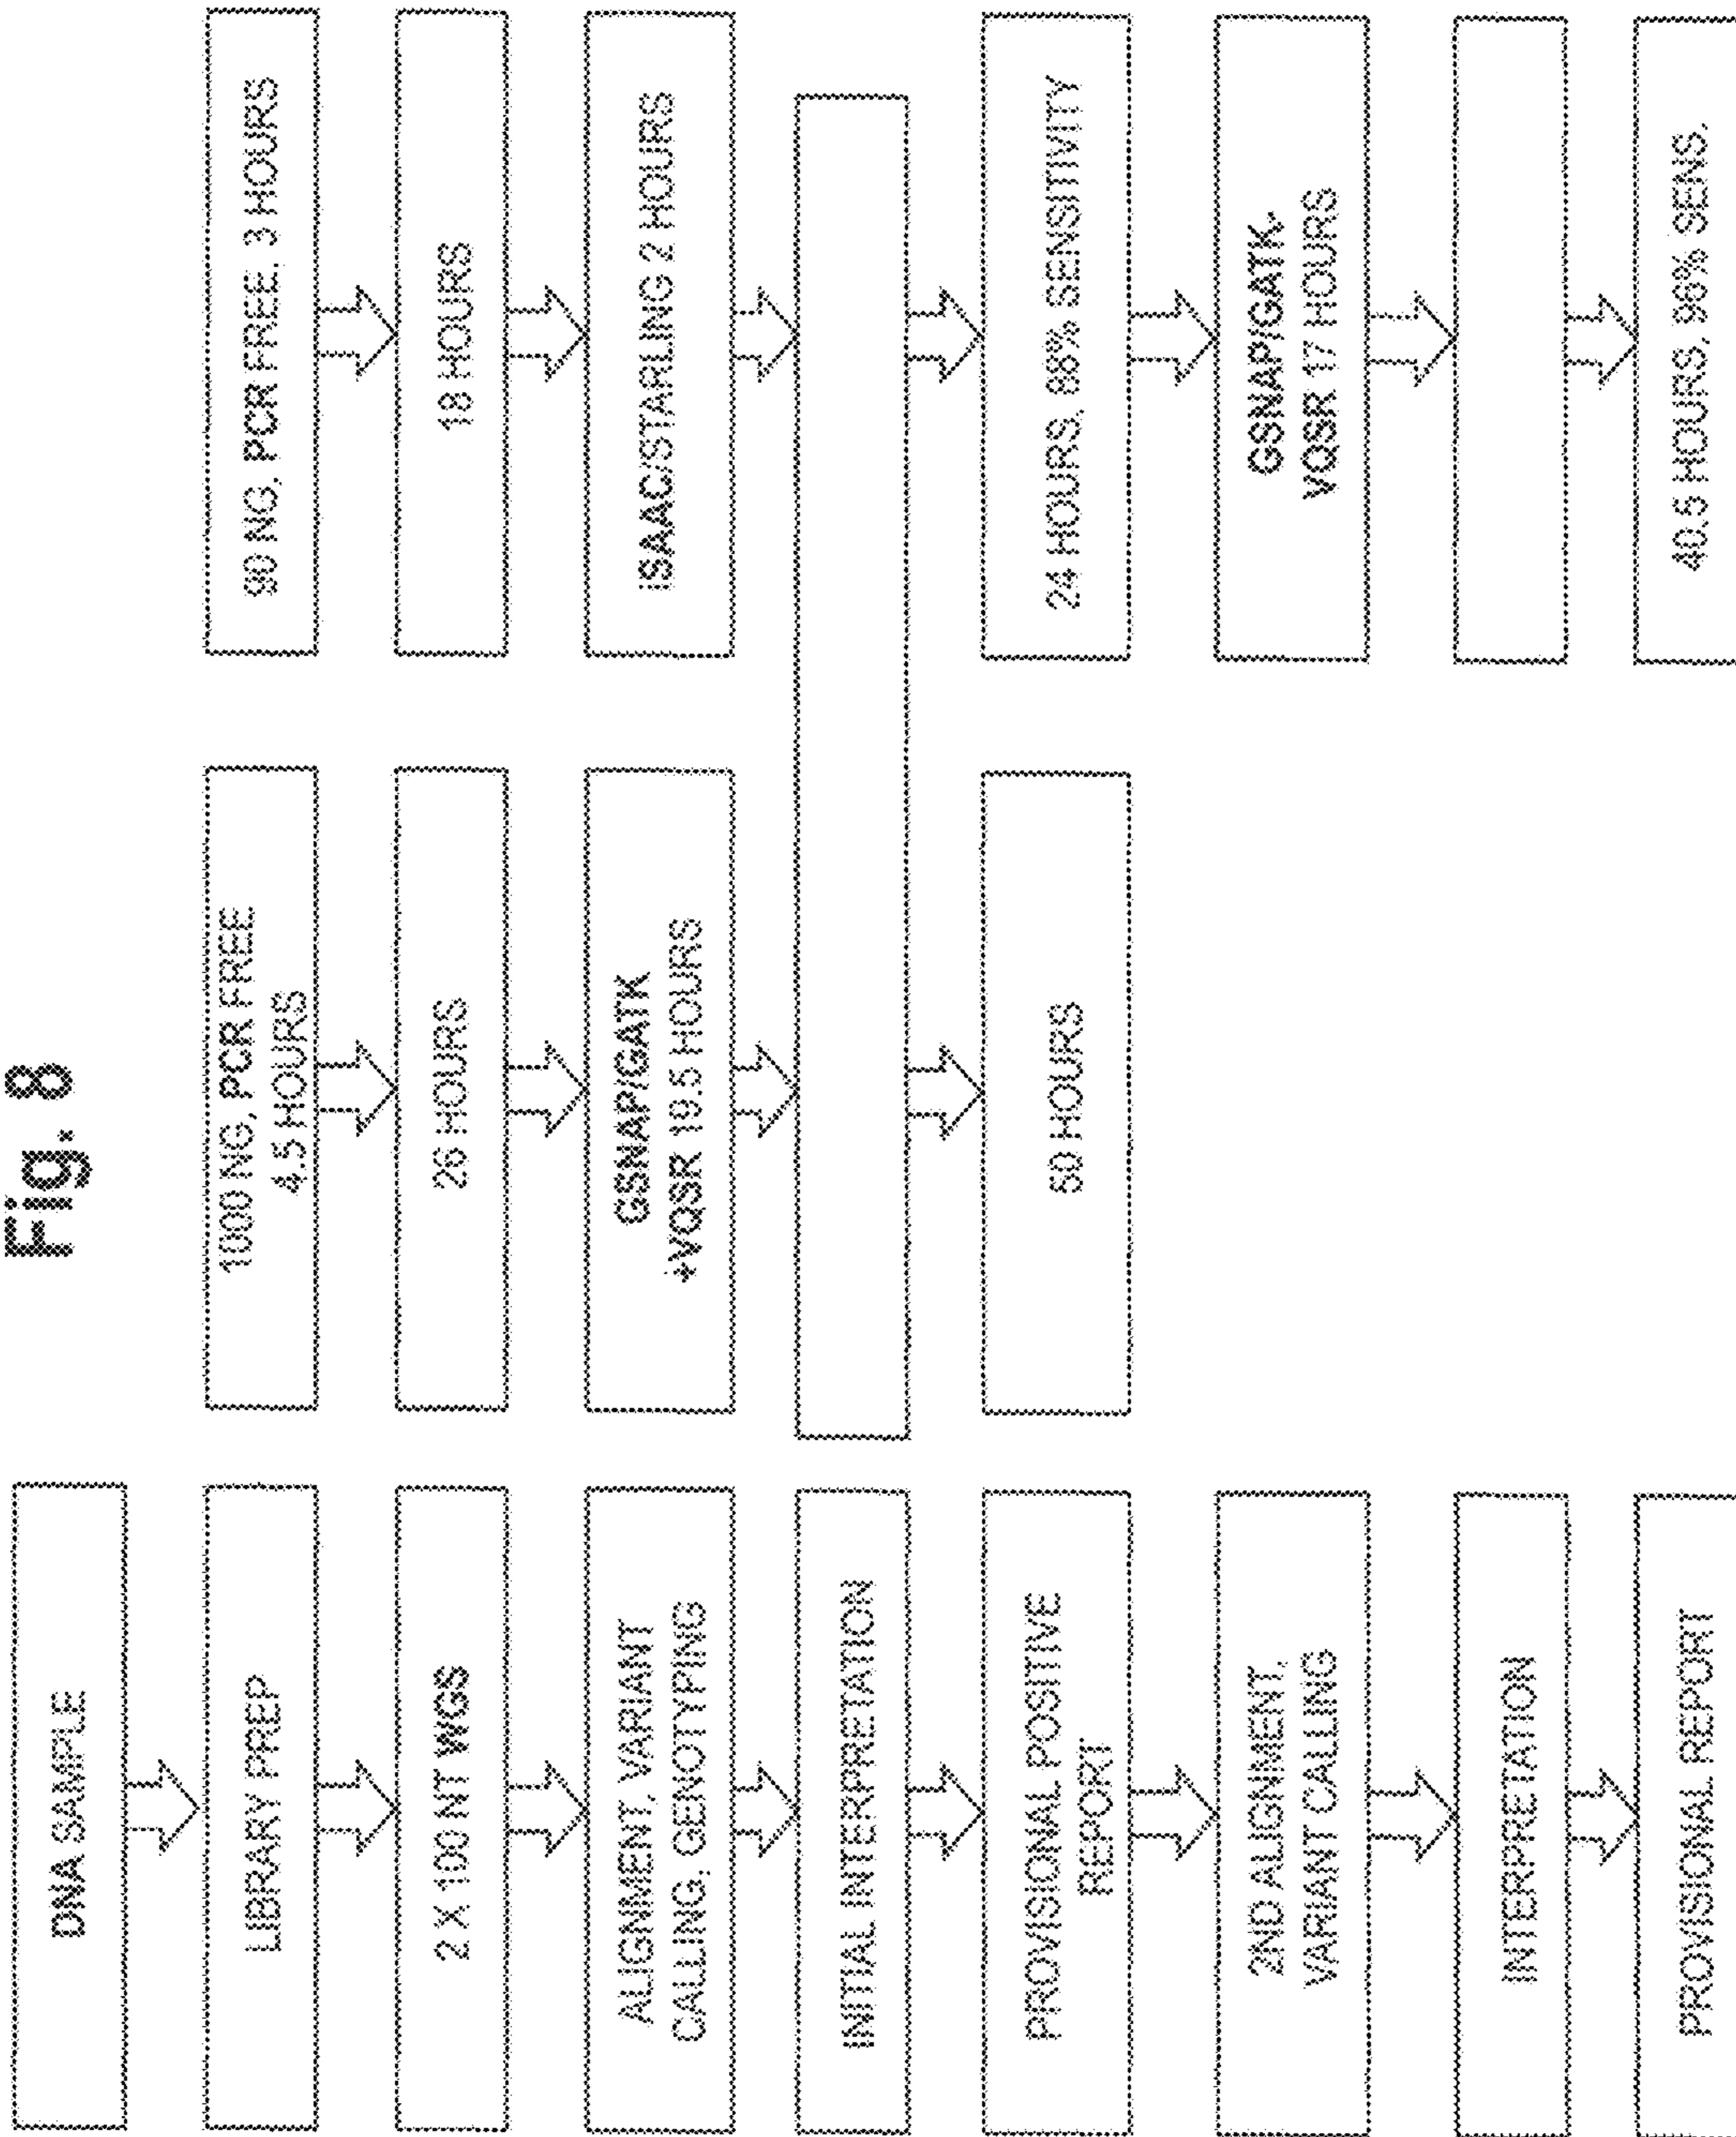 Fig. 8
DNA SAMPLE
LIBRARY PREP
2 X 100 NT WGS
ALIGNMENT, VARIANT
CALLING, GENOTYPING
INITIAL INTERPRETATION
PROVISIONAL POSITIVE
REPORT
2ND ALIGNMENT,
VARIANT CALLING
INTERPRETATION
PROVISIONAL REPORT
1000 NG, PCR FREE
4.5 HOURS
26 HOURS
GSNAP/GATK
+VQSR 19.5 HOURS
50 HOURS
90 NG, PCR FREE, 3 HOURS
18 HOURS
ISAAC/STARLING 2 HOURS
24 HOURS, 88% SENSITIVITY
GSNAP/GATK-
VQSR 17 HOURS
40.5 HOURS, 96% SENS.